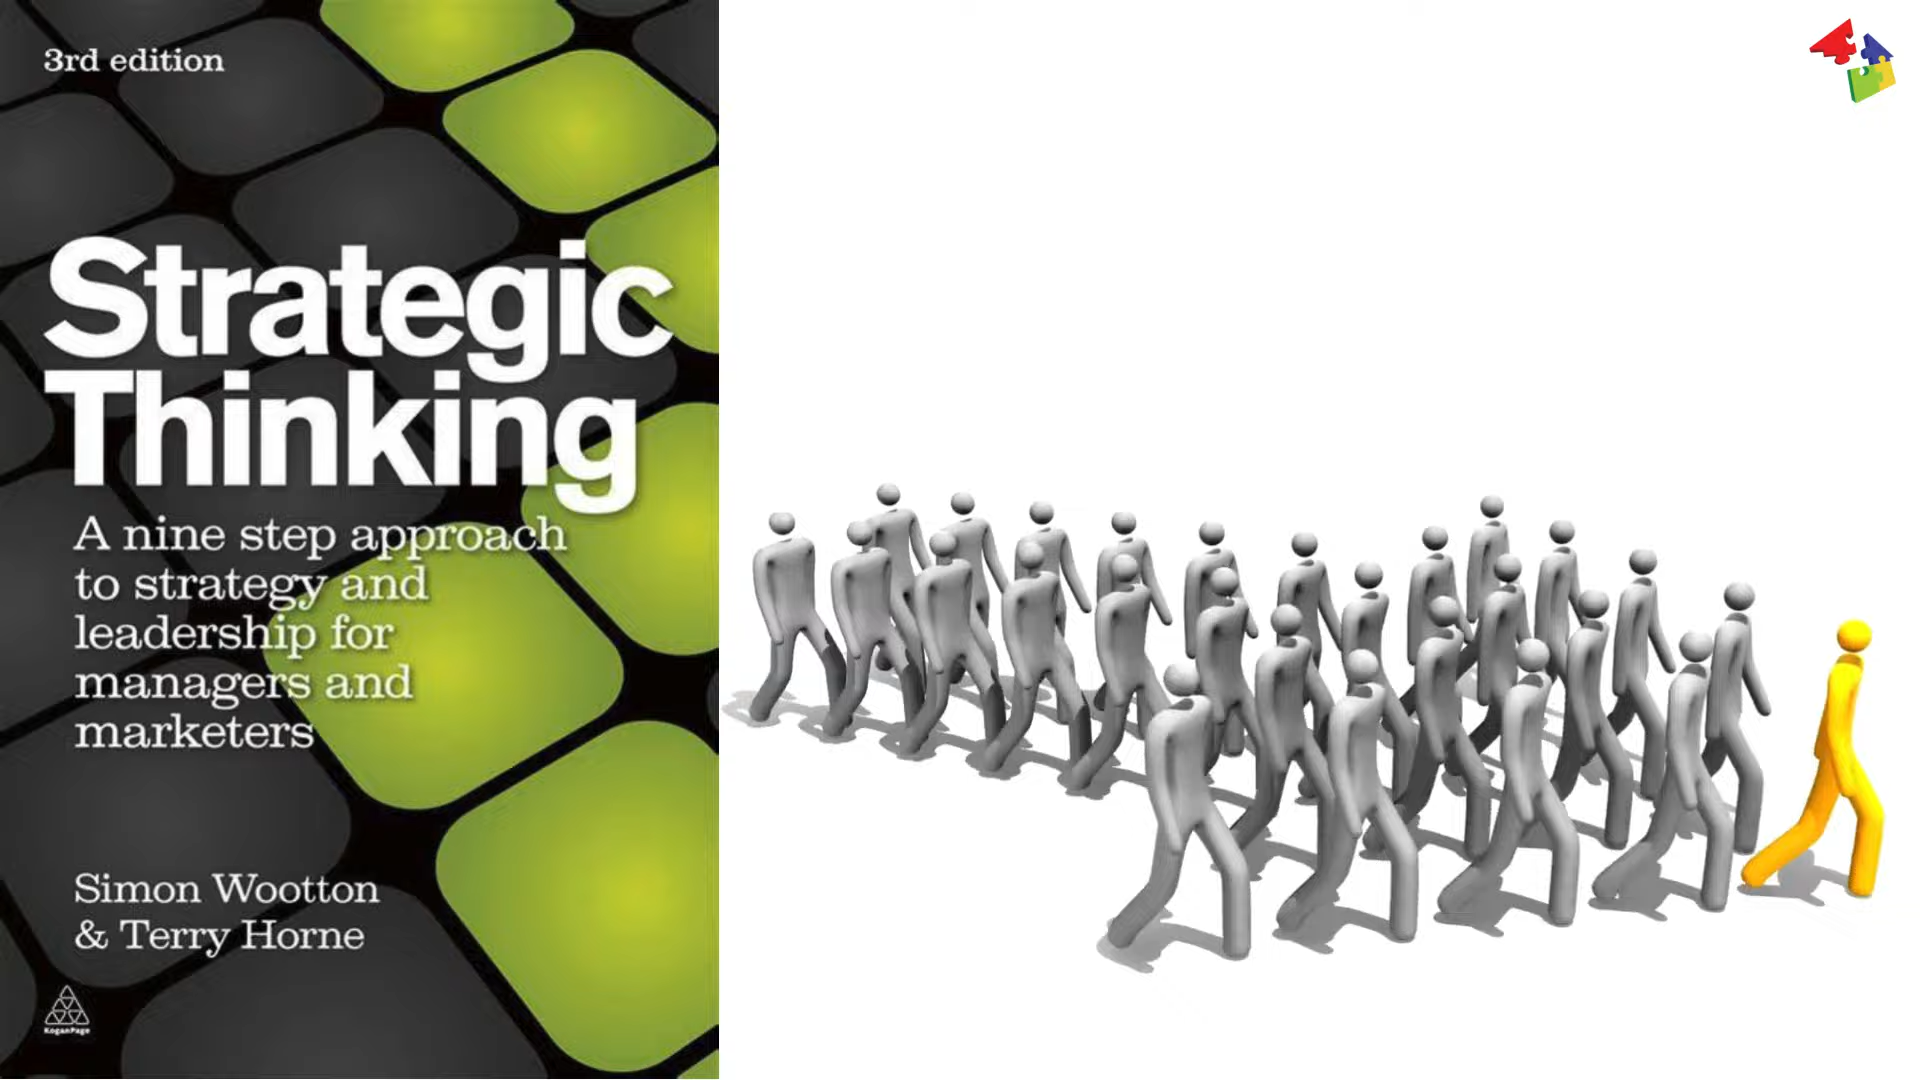 3rd edition
Strategic
Thinking
A nine step approach
to strategy and
leadership for
managers and
marketers
Simon Wootton
& Terry Horne
KoganPage